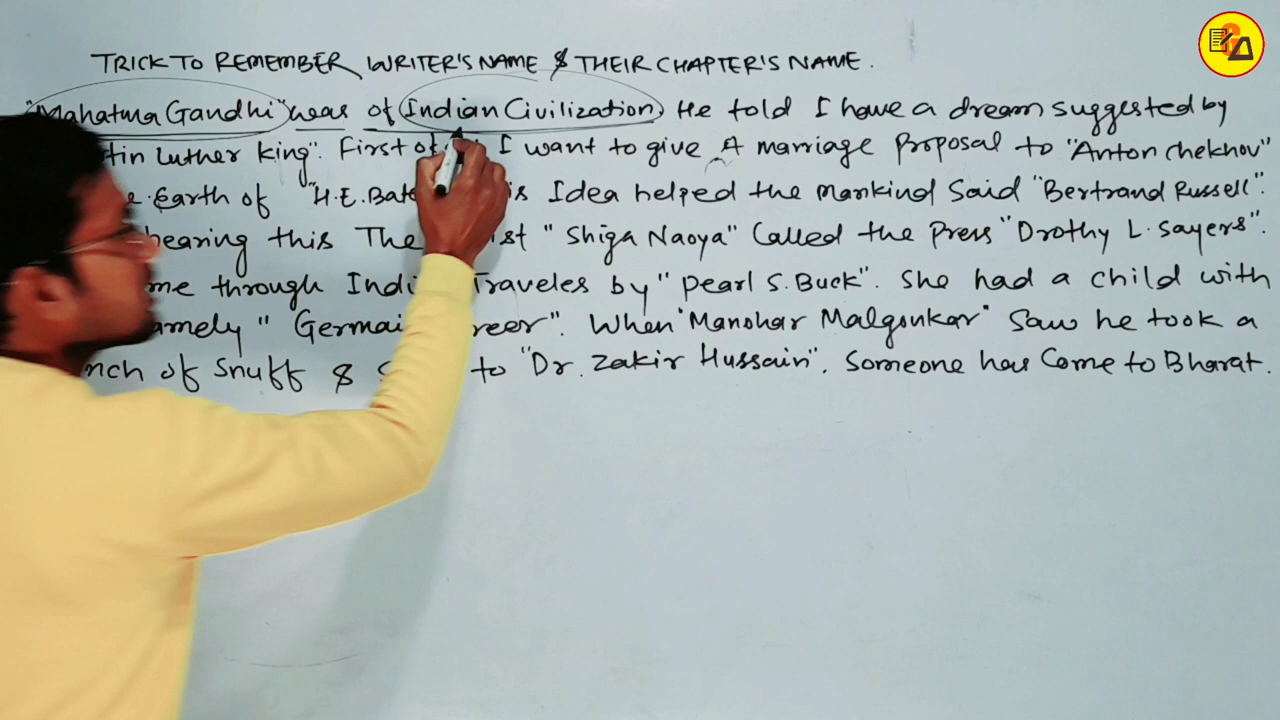 TRICK TO REMEMBER WRITER'S NAME & THEIR CHAPTER'S NAME.
"Mahatma Gandhi" was of Indian Civilization. He told I have a dream suggested by
tin Luther King". First of I want to give A marriage Proposal to "Anton Chekhov"
Earth of "H.E. Bate is Idea helped the mankind Said "Bertrand Russell".
hearing this The ist "Shiga Naoya" Called the Press "Drothy L. Sayers".
me through Indi Traveles by "Pearl S. Buck". She had a child with
amely "Germai reer". When "Manohar Malgonkar" Saw he took a
nch of Snuff & to "Dr. Zakir Hussain". Someone has Come to Bharat.